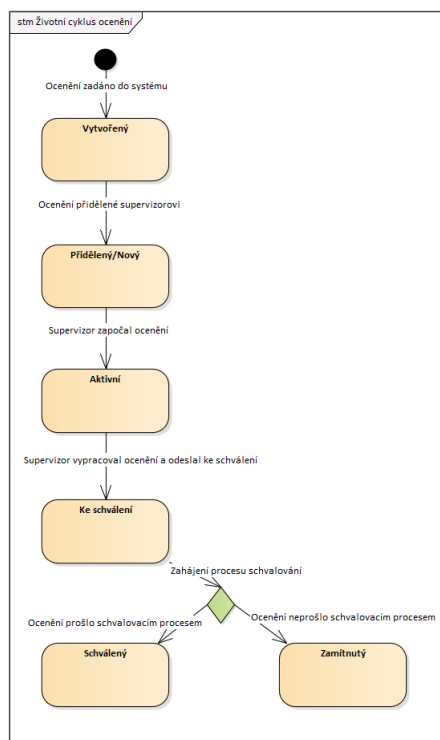 stm Životní cyklus ocenění
Ocenění zadáno do systému
Vytvořený
Ocenění přidělené supervizorovi
Přidělený/Nový
Supervizor započal ocenění
Aktivní
Supervizor vypracoval ocenění a odeslal ke schválení
Ke schválení
Zahájení procesu schvalování
Ocenění neprošlo schvalovacím procesem
Ocenění prošlo schvalovacím procesem
Schválený
Zamítnutý